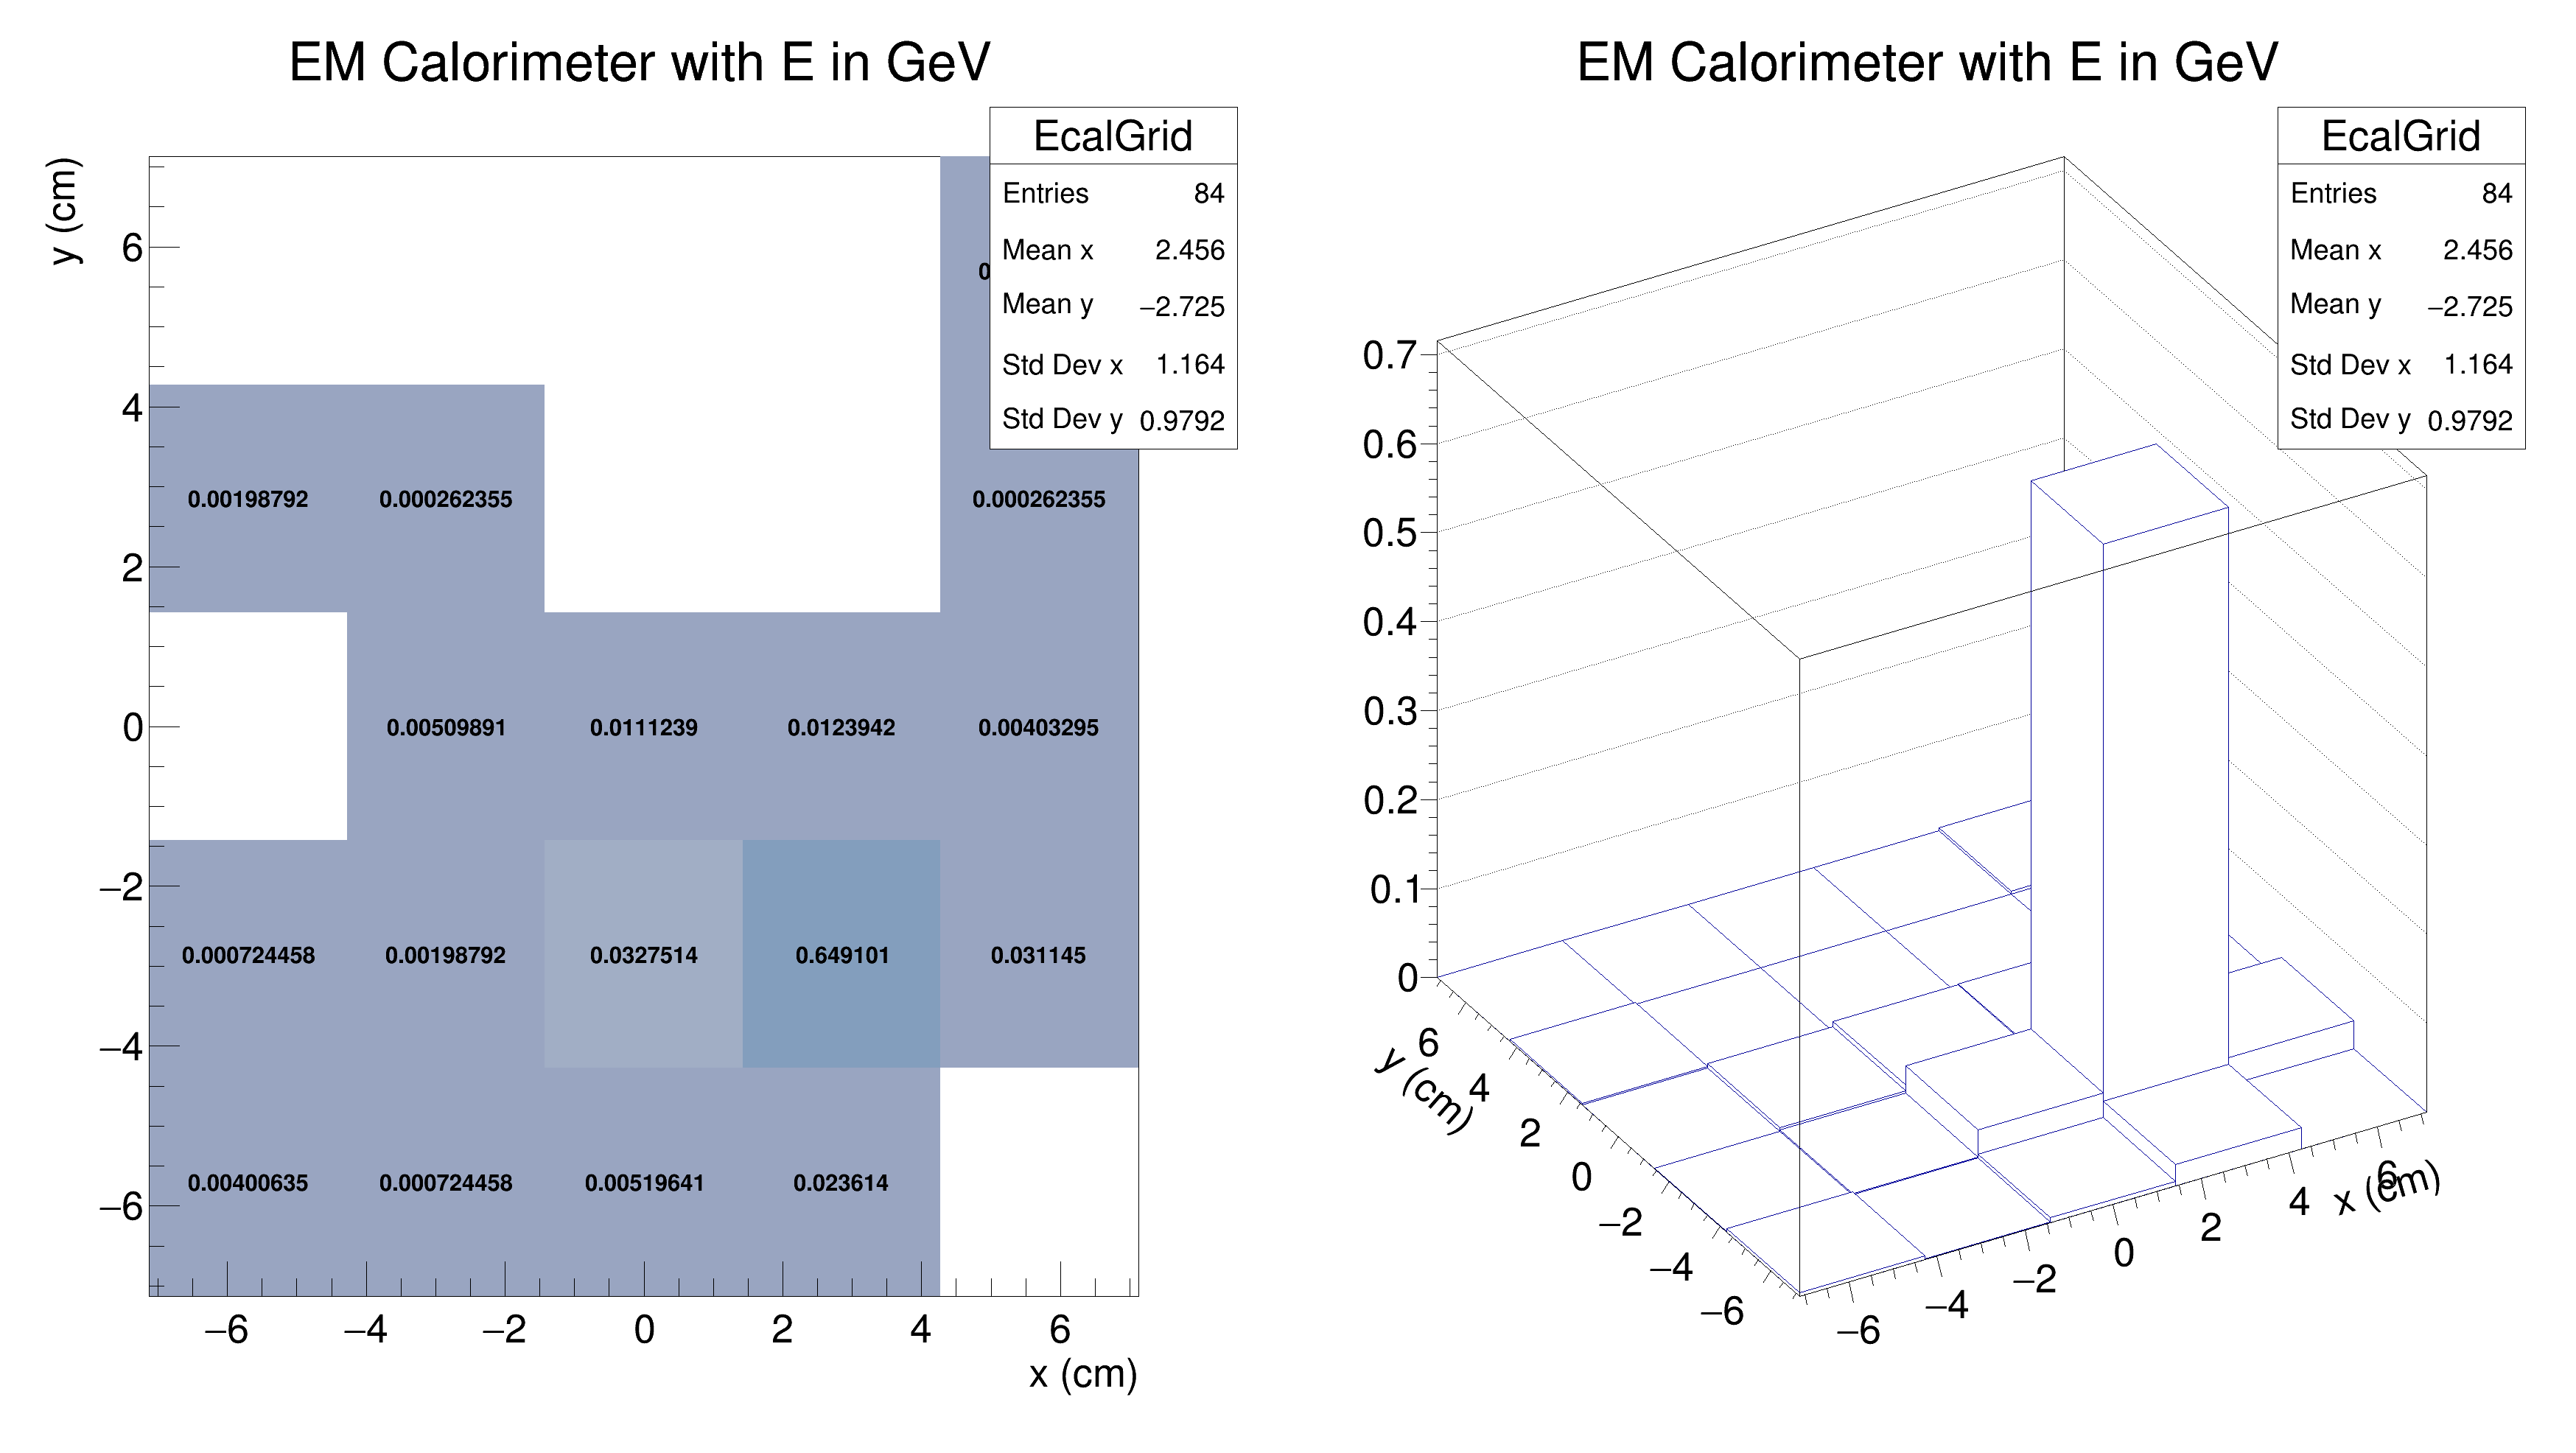 EM Calorimeter with E in GeV
EcalGrid
Entries 84
Mean x 2.456
Mean y −2.725
Std Dev x 1.164
Std Dev y 0.9792
y (cm)
6
4
2
0
−2
−4
−6
0.00198792 0.000262355 0.000262355
0.00509891 0.0111239 0.0123942 0.00403295
0.000724458 0.00198792 0.0327514 0.649101 0.031145
0.00400635 0.000724458 0.00519641 0.023614
−6 −4 −2 0 2 4 6
x (cm)
EM Calorimeter with E in GeV
EcalGrid
Entries 84
Mean x 2.456
Mean y −2.725
Std Dev x 1.164
Std Dev y 0.9792
0.7
0.6
0.5
0.4
0.3
0.2
0.1
0
y (cm)
6
4
2
0
−2
−4
−6
−6 −4 −2 0 2 4 6
x (cm)